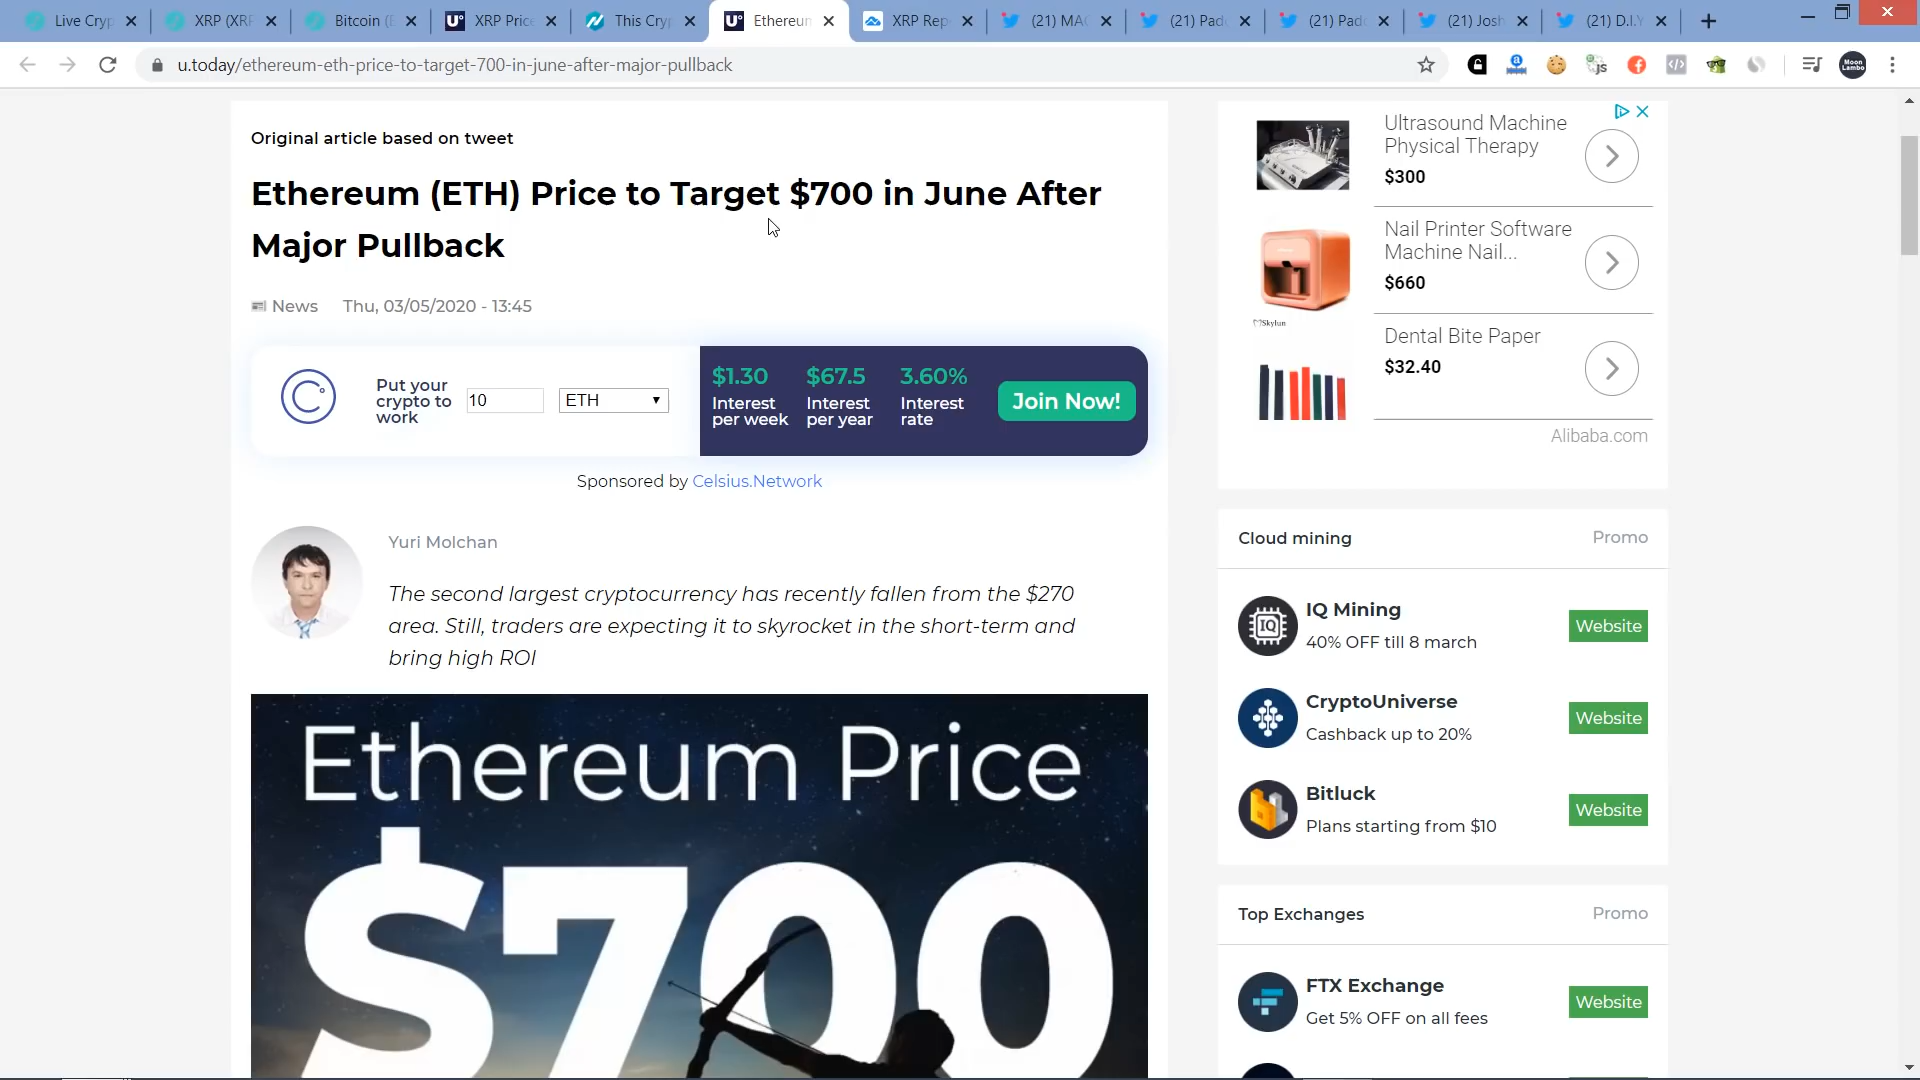 Live Cryp
XRP (XRP
Bitcoin (B
XRP Price
This Cryp
Ethereum
XRP Rep
(21) MAC
(21) Pado
(21) Pado
(21) Josh
(21) D.I.Y
u.today/ethereum-eth-price-to-target-700-in-june-after-major-pullback
Original article based on tweet
Ethereum (ETH) Price to Target $700 in June After
Major Pullback
News Thu, 03/05/2020 - 13:45
Put your
crypto to
work
10
ETH
$1.30
Interest
per week
$67.5
Interest
per year
3.60%
Interest
rate
Join Now!
Sponsored by Celsius.Network
Yuri Molchan
The second largest cryptocurrency has recently fallen from the $270
area. Still, traders are expecting it to skyrocket in the short-term and
bring high ROI
Ethereum Price
$700
Ultrasound Machine
Physical Therapy
$300
Nail Printer Software
Machine Nail...
$660
Skylun
Dental Bite Paper
$32.40
Alibaba.com
Cloud mining Promo
IQ
IQ Mining
40% OFF till 8 march
Website
CryptoUniverse
Cashback up to 20%
Website
Bitluck
Plans starting from $10
Website
Top Exchanges Promo
FTX Exchange
Get 5% OFF on all fees
Website